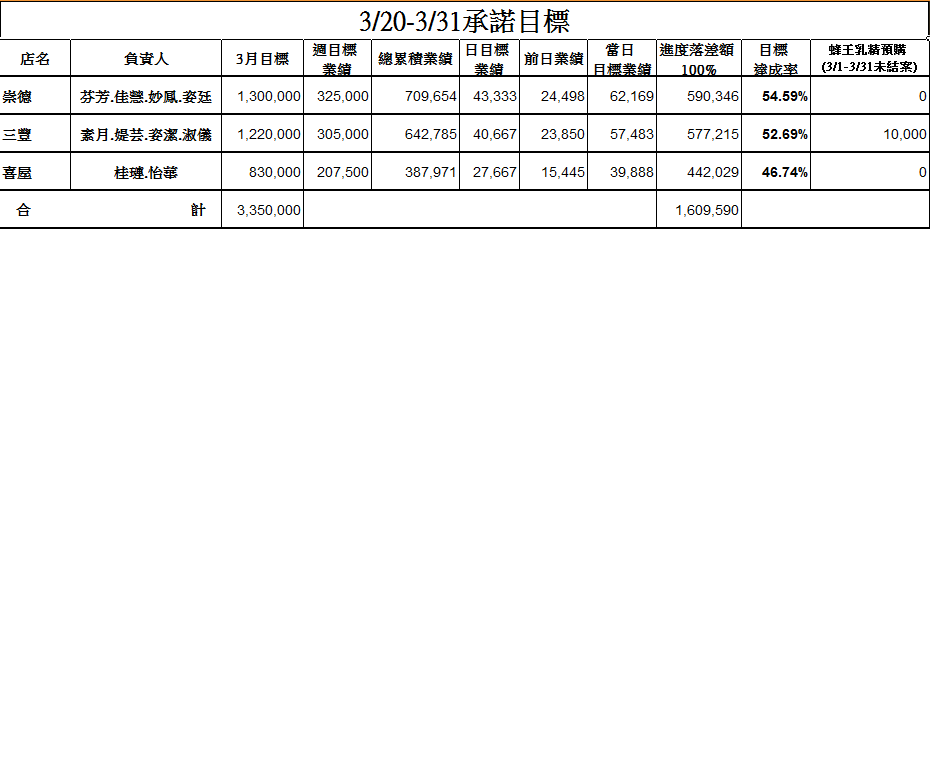 3/20-3/31承諾目標
店名 負責人 3月目標 週目標業績 總累積業績 日目標業績 前日業績 當日目標業績 進度落差額100% 目標達成率 蜂王乳精預購(3/1-3/31未結案)
崇德 芬芳.佳慧.妙鳳.姿廷 1,300,000 325,000 709,654 43,333 24,498 62,169 590,346 54.59% 0
三豐 素月.媞芸.姿潔.淑儀 1,220,000 305,000 642,785 40,667 23,850 57,483 577,215 52.69% 10,000
喜屋 桂璉.怡華 830,000 207,500 387,971 27,667 15,445 39,888 442,029 46.74% 0
合計 3,350,000 1,609,590